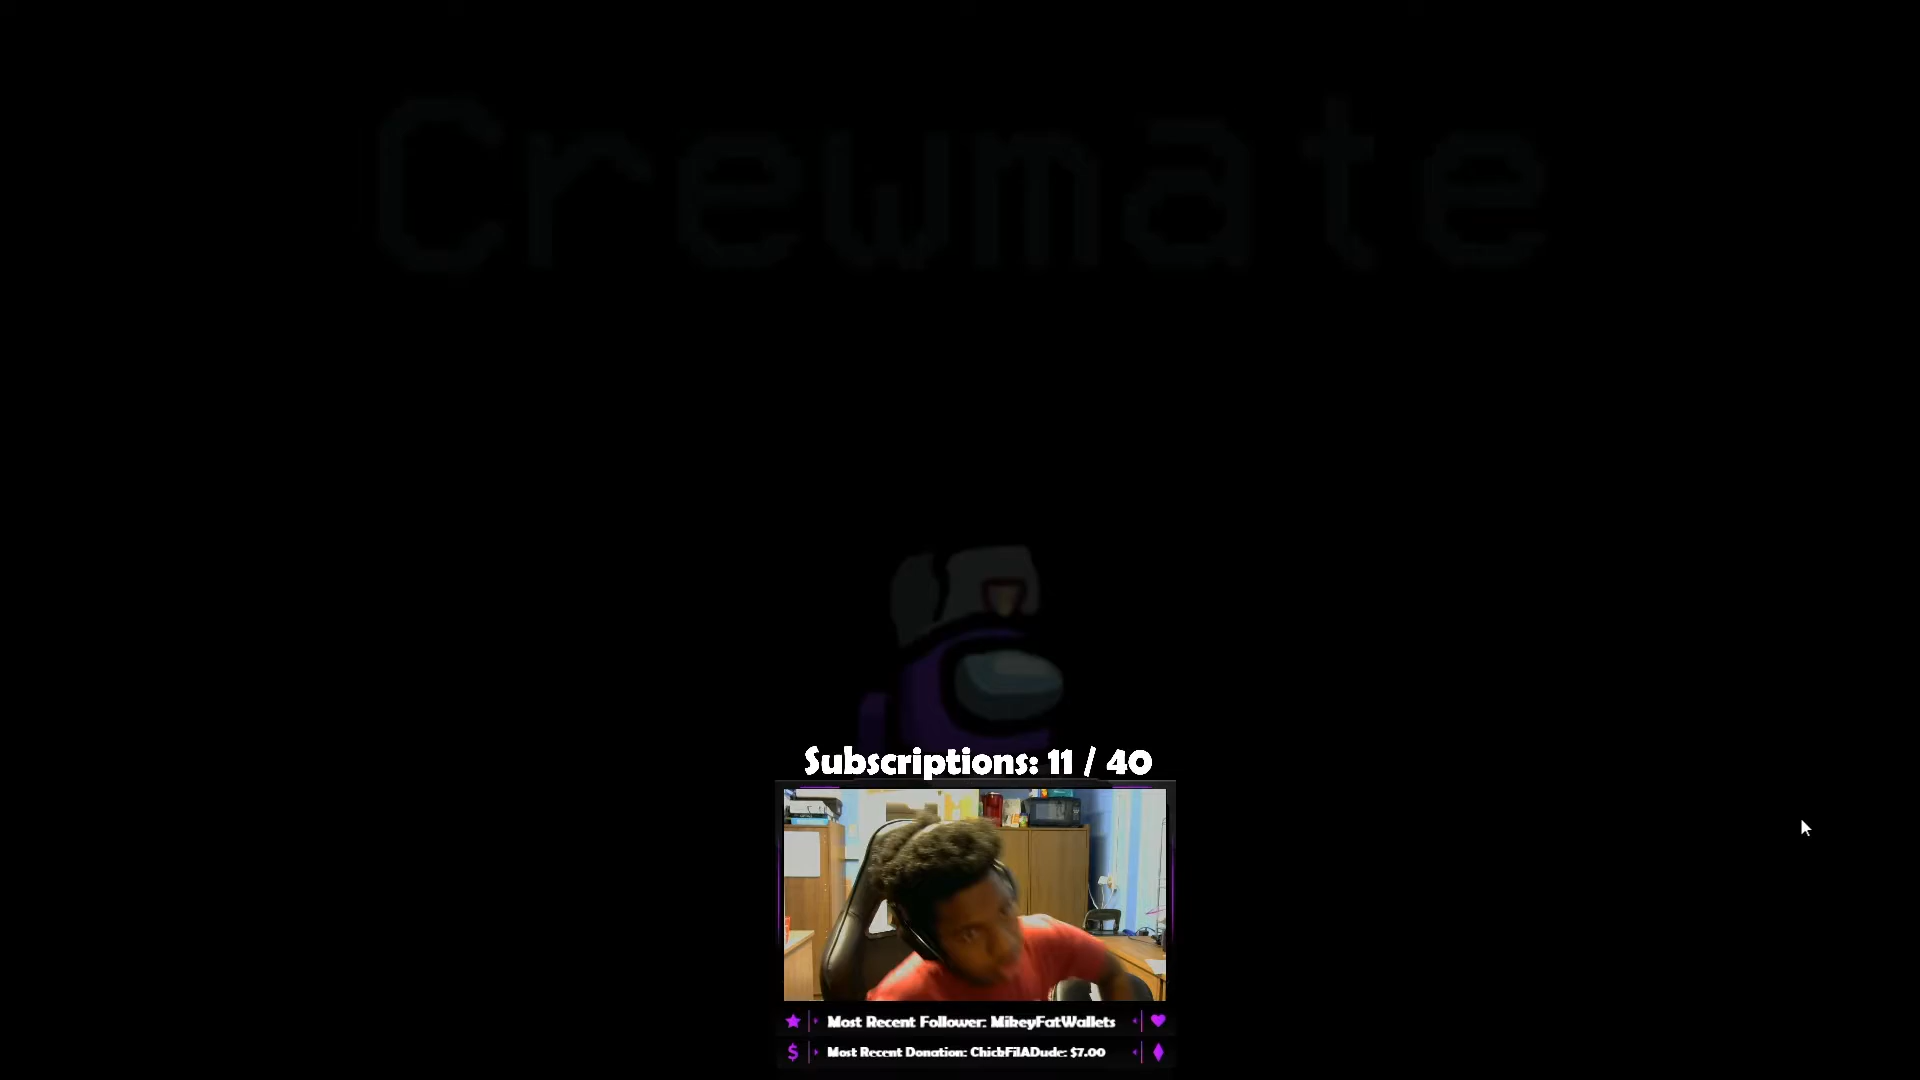 Crewmate
Subscriptions: 11 / 40
Most Recent Follower: MikeyFatWallets
$ Most Recent Donation: ChickFilADude: $7.00